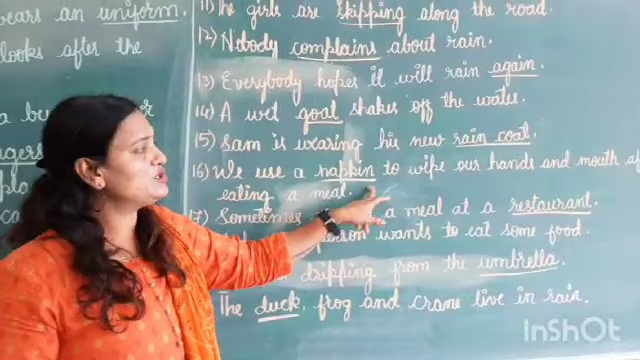 ears an uniform.
looks after the
11) The girls are skipping along the road.
12) Nobody complains about rain.
13) Everybody hopes it will rain again.
14) A wet goat shakes off the water.
15) Sam is wearing his new rain coat.
16) We use a napkin to wipe our hands and mouth af
eating a meal.
17) Sometimes a meal at a restaurant.
person wants to eat some food.
dripping from the umbrella.
The duck, frog and crane live in rain.
InShOt